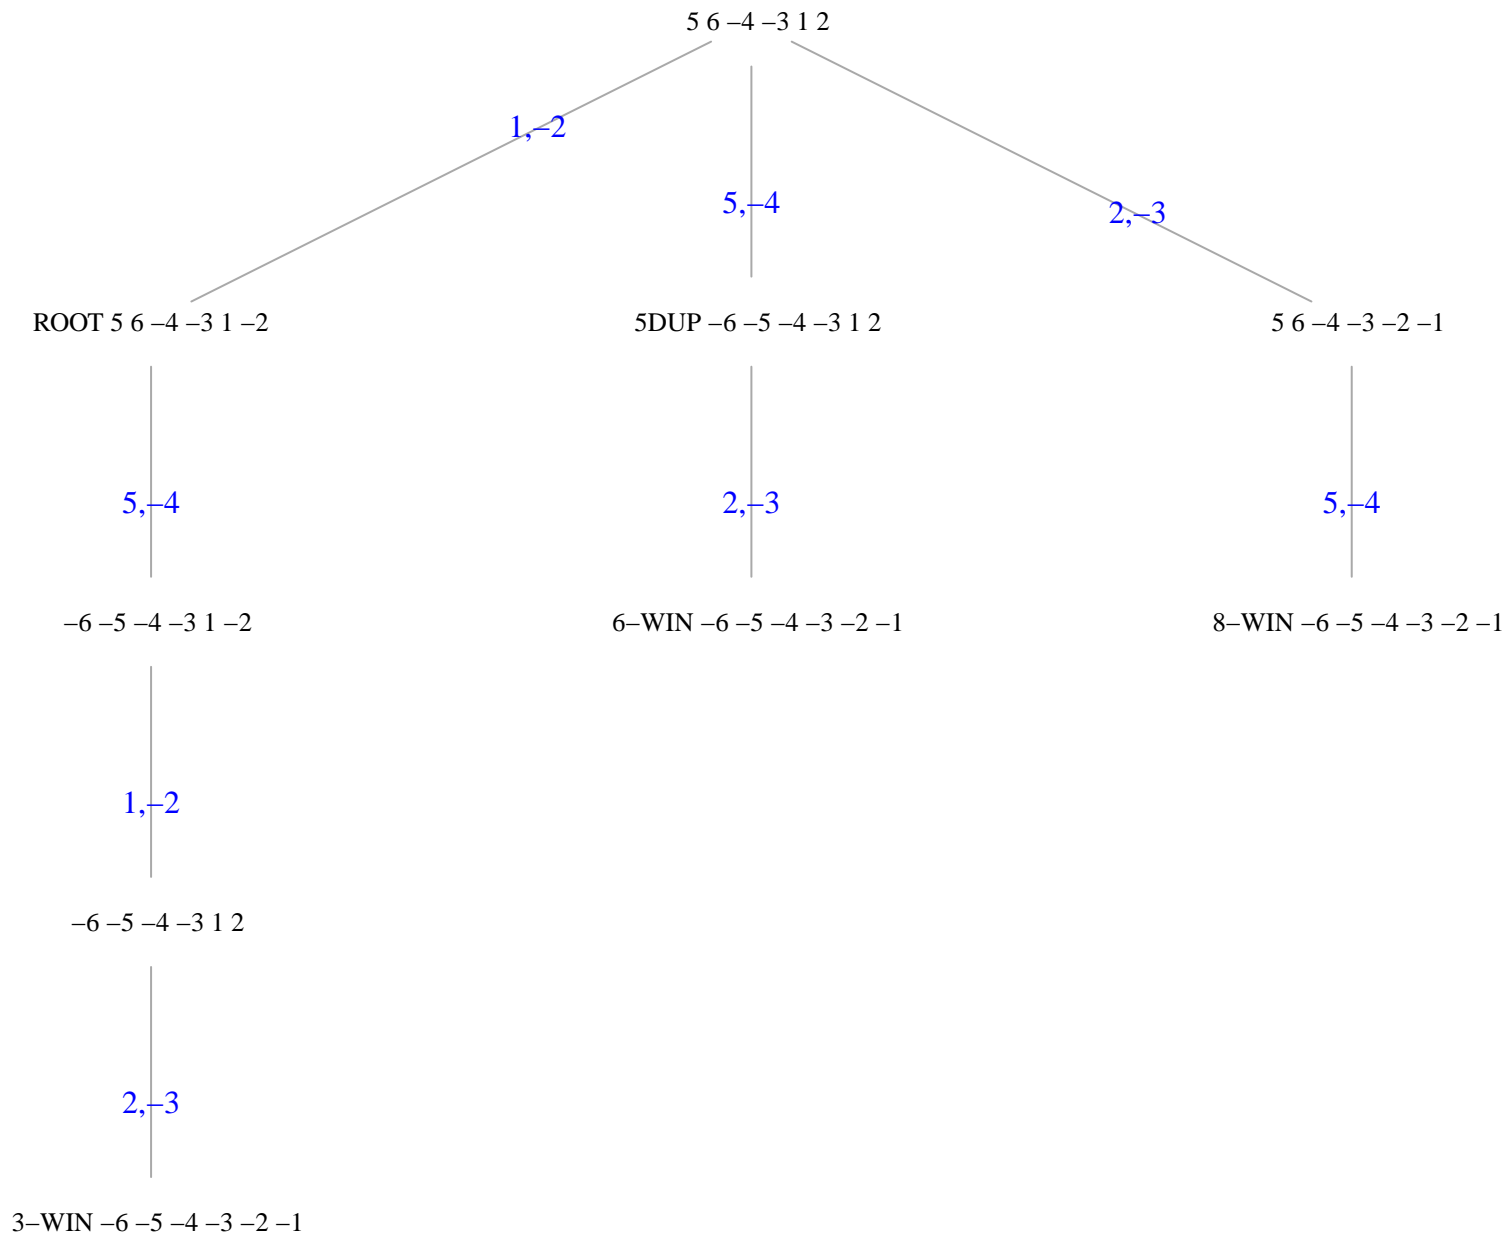 5 6 –4 –3 1 2
1,–2
5,–4
2,–3
ROOT 5 6 –4 –3 1 –2
5DUP –6 –5 –4 –3 1 2
5 6 –4 –3 –2 –1
5,–4
2,–3
5,–4
–6 –5 –4 –3 1 –2
6–WIN –6 –5 –4 –3 –2 –1
8–WIN –6 –5 –4 –3 –2 –1
1,–2
–6 –5 –4 –3 1 2
2,–3
3–WIN –6 –5 –4 –3 –2 –1